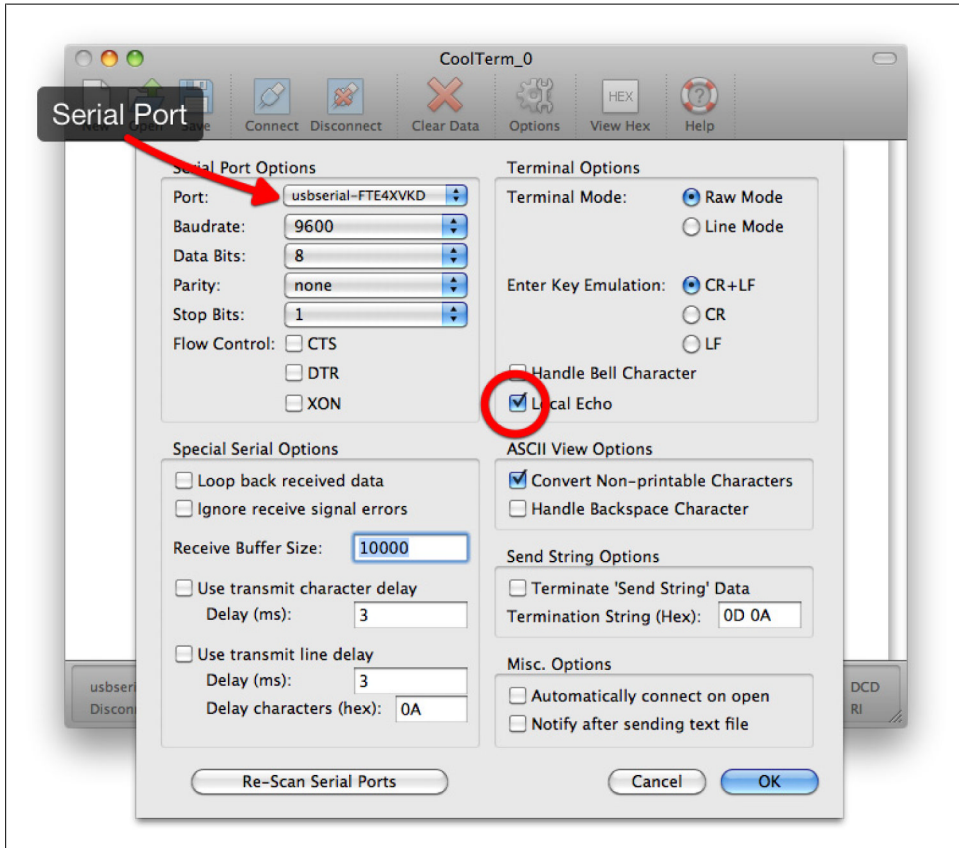 CoolTerm_0
Serial Port
New Open Save Connect Disconnect Clear Data Options View Hex Help
HEX
Serial Port Options
Port: usbserial-FTE4XVKD
Baudrate: 9600
Data Bits: 8
Parity: none
Stop Bits: 1
Flow Control: CTS
DTR
XON
Terminal Options
Terminal Mode: Raw Mode
Line Mode
Enter Key Emulation: CR+LF
CR
LF
Handle Bell Character
Local Echo
Special Serial Options
Loop back received data
Ignore receive signal errors
Receive Buffer Size: 10000
Use transmit character delay
Delay (ms): 3
Use transmit line delay
Delay (ms): 3
Delay characters (hex): 0A
ASCII View Options
Convert Non-printable Characters
Handle Backspace Character
Send String Options
Terminate 'Send String' Data
Termination String (Hex): 0D 0A
Misc. Options
Automatically connect on open
Notify after sending text file
usbseri
Discon
DCD
RI
Re-Scan Serial Ports
Cancel
OK